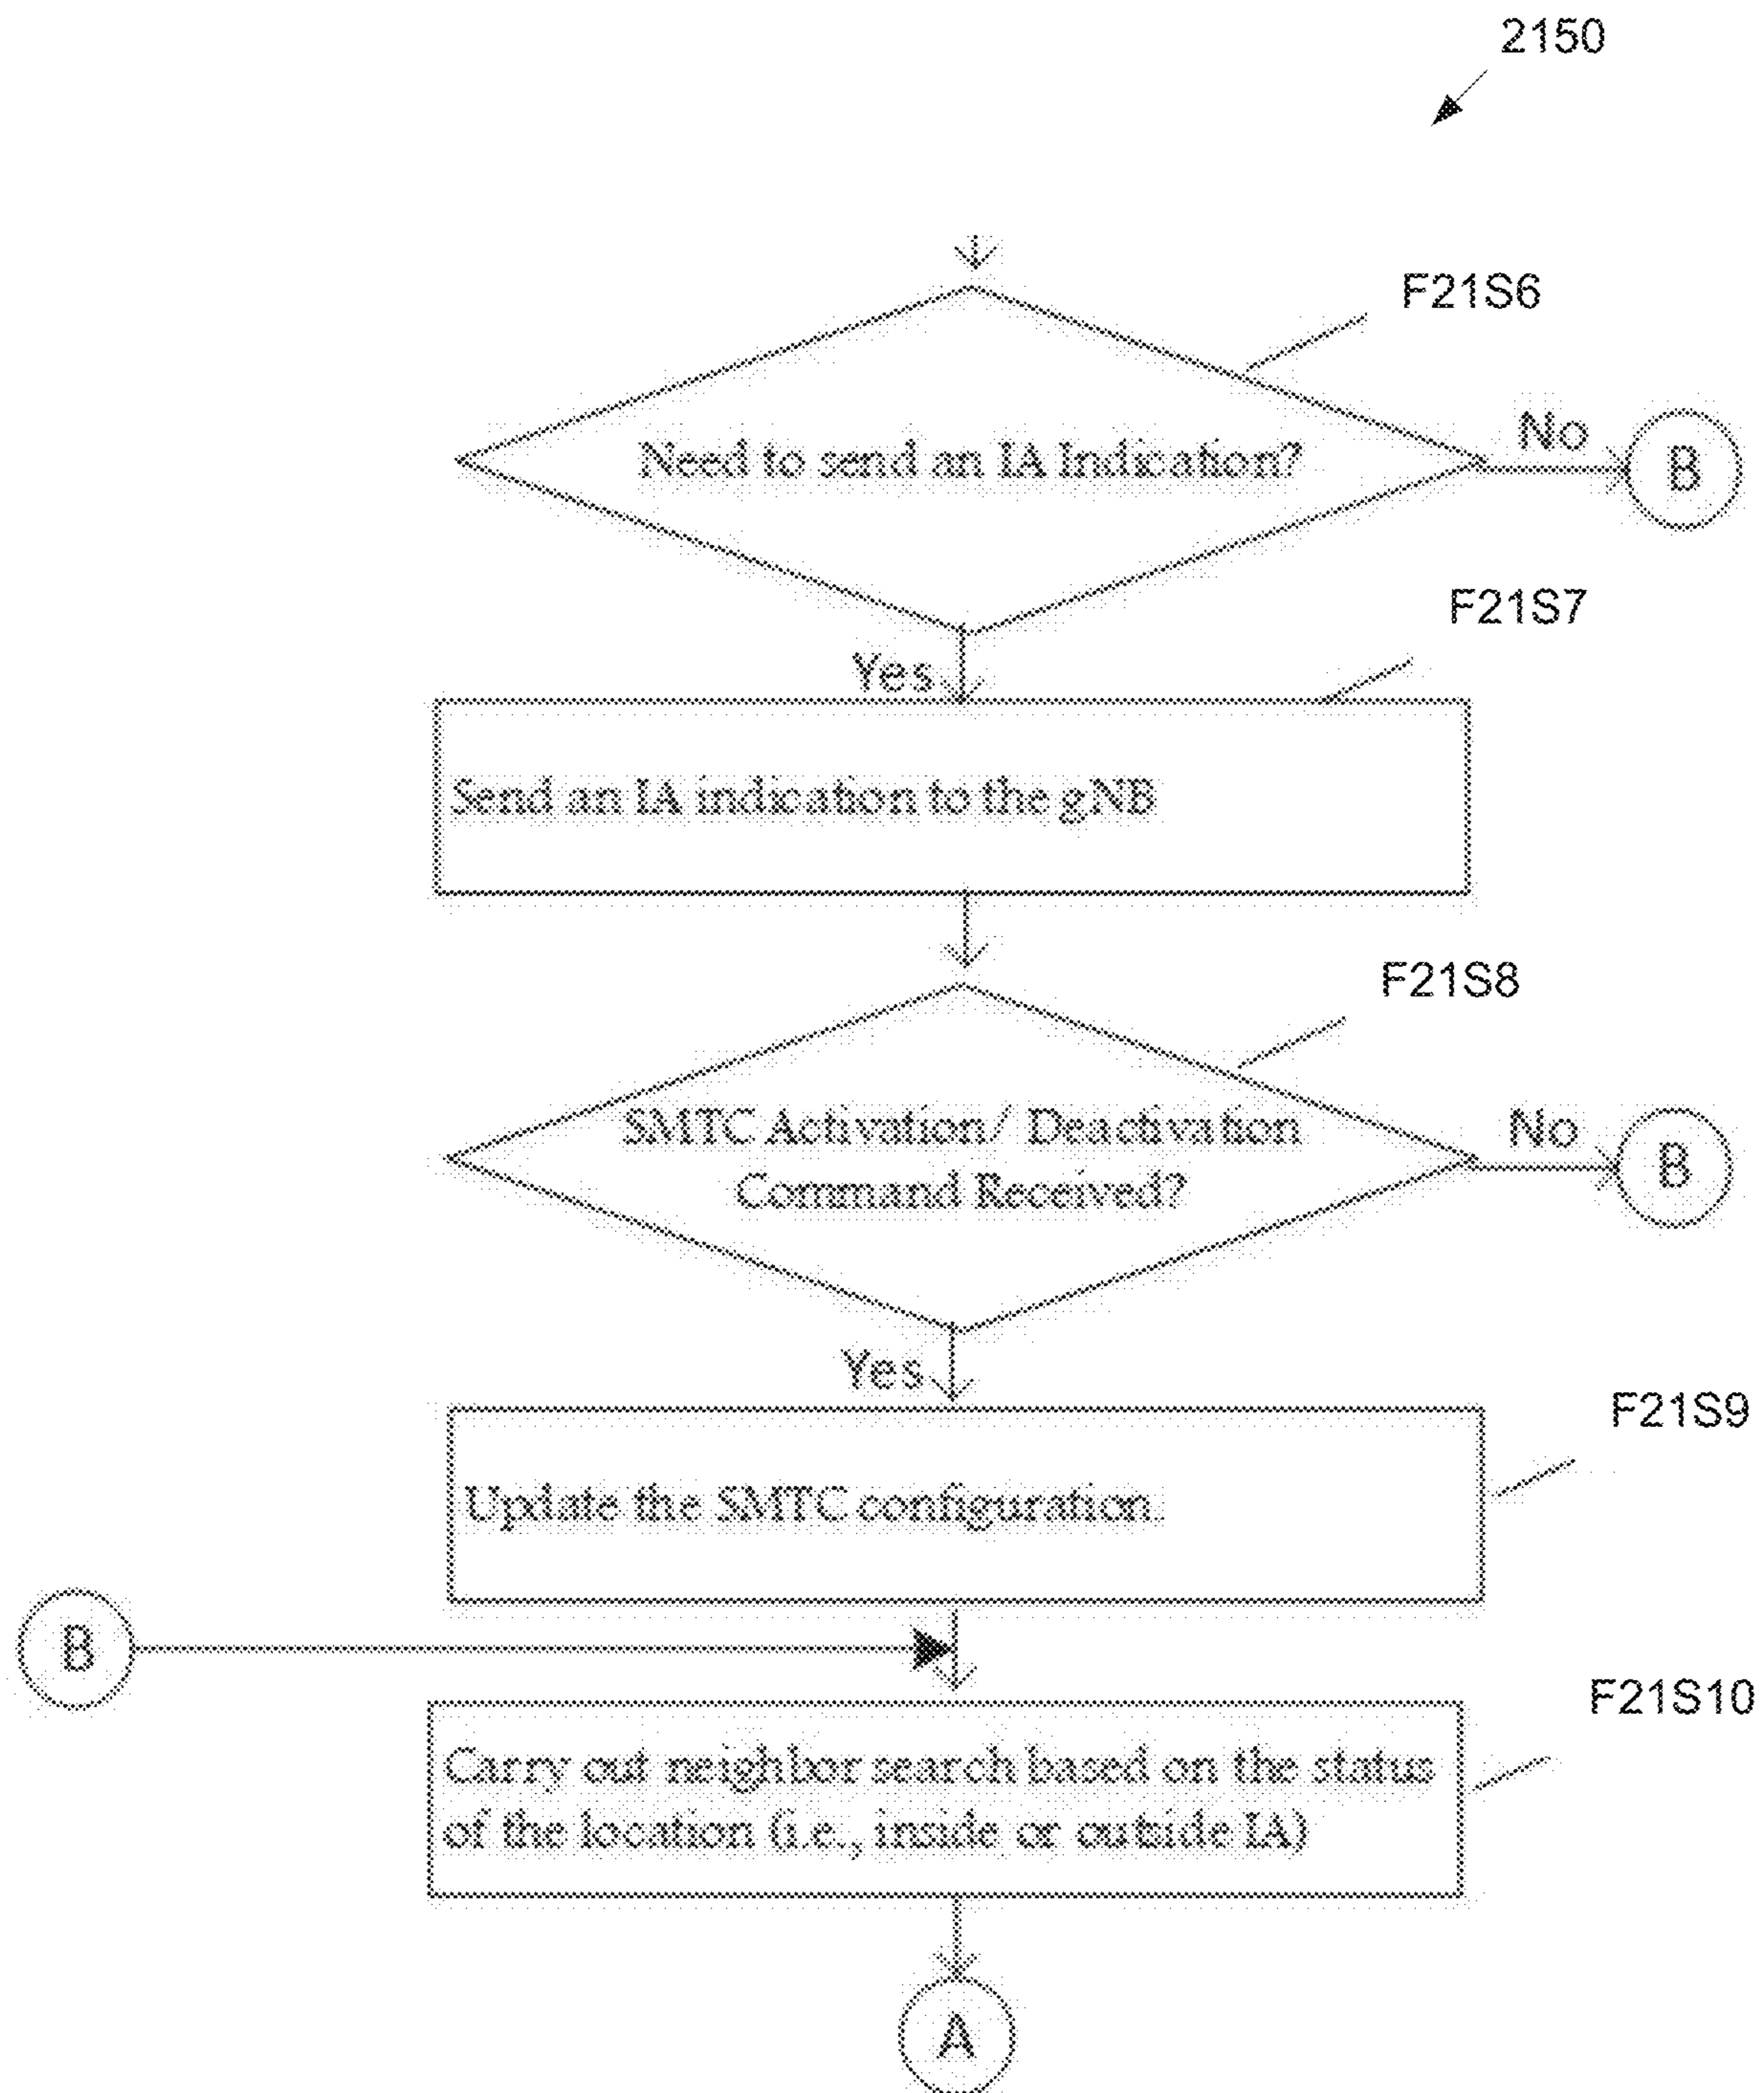 2150
F21S6
Need to send an IA Indication?
No
B
F21S7
Yes
Send an IA indication to the gNB
F21S8
SMTC Activation/ Deactivation
Command Received?
No
B
Yes
F21S9
Update the SMTC configuration.
B
F21S10
Carry out neighbor search based on the status
of the location (i.e., inside or outside IA)
A